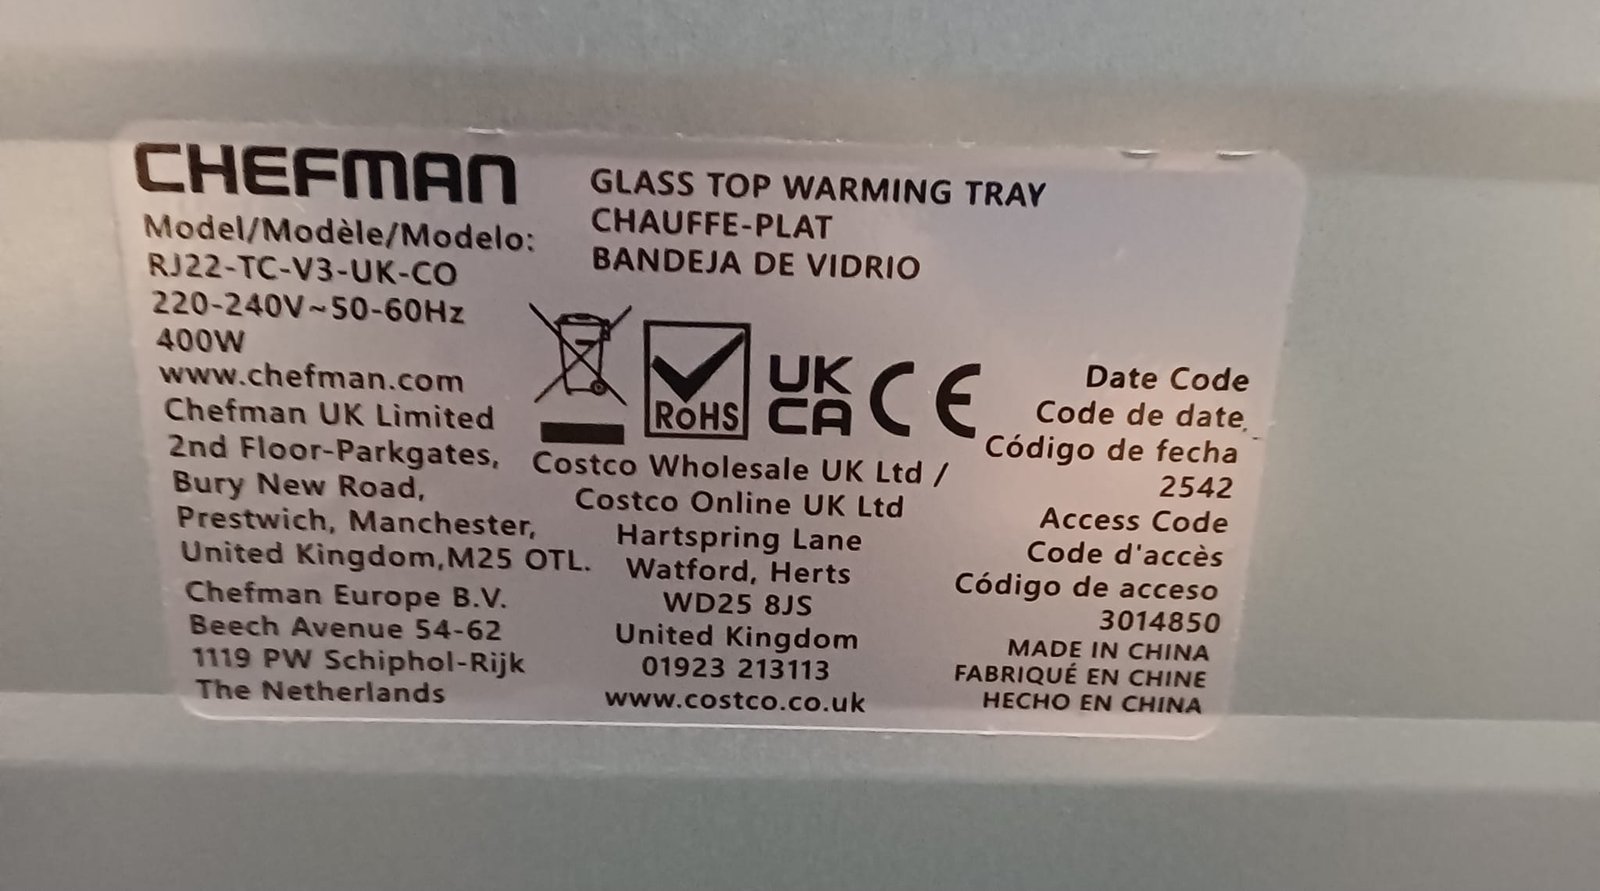 CHEFMAN
Model/Modèle/Modelo:
RJ22-TC-V3-UK-CO
220-240V~50-60Hz
400W
www.chefman.com
Chefman UK Limited
2nd Floor-Parkgates,
Bury New Road,
Prestwich, Manchester,
United Kingdom,M25 OTL.
Chefman Europe B.V.
Beech Avenue 54-62
1119 PW Schiphol-Rijk
The Netherlands
GLASS TOP WARMING TRAY
CHAUFFE-PLAT
BANDEJA DE VIDRIO
RoHS
UK
CA
CE
Costco Wholesale UK Ltd /
Costco Online UK Ltd
Hartspring Lane
Watford, Herts
WD25 8JS
United Kingdom
01923 213113
www.costco.co.uk
Date Code
Code de date
Código de fecha
2542
Access Code
Code d'accès
Código de acceso
3014850
MADE IN CHINA
FABRIQUÉ EN CHINE
HECHO EN CHINA